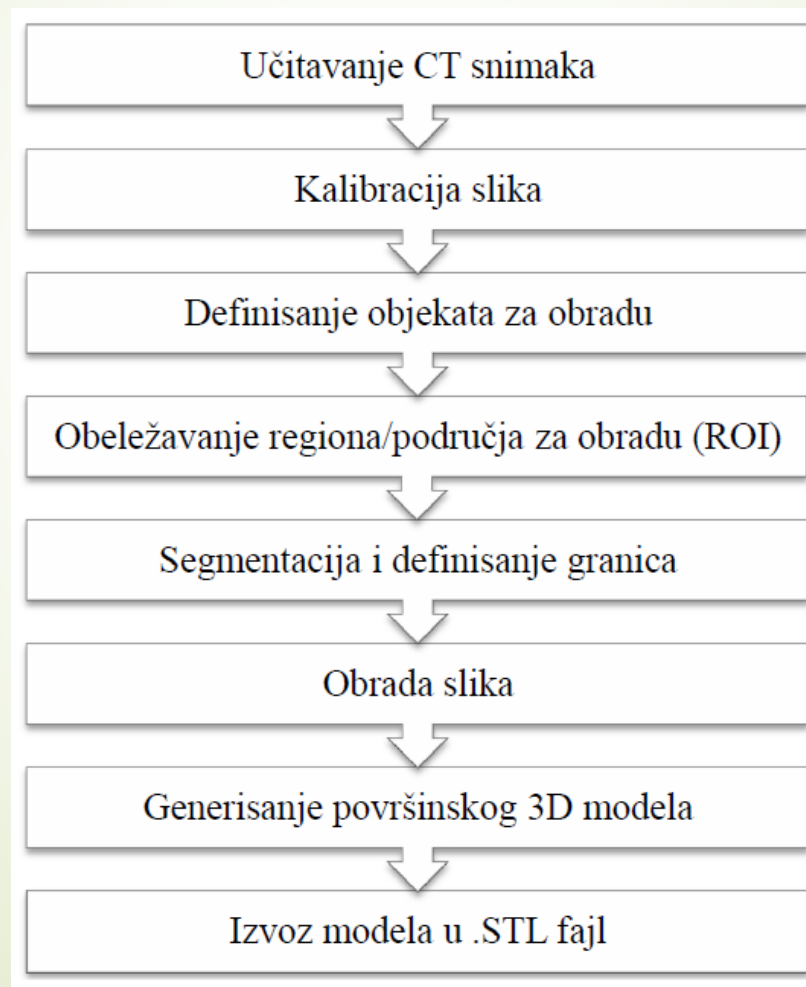 Učitavanje CT snimaka
Kalibracija slika
Definisanje objekata za obradu
Obeležavanje regiona/područja za obradu (ROI)
Segmentacija i definisanje granica
Obrada slika
Generisanje površinskog 3D modela
Izvoz modela u .STL fajl